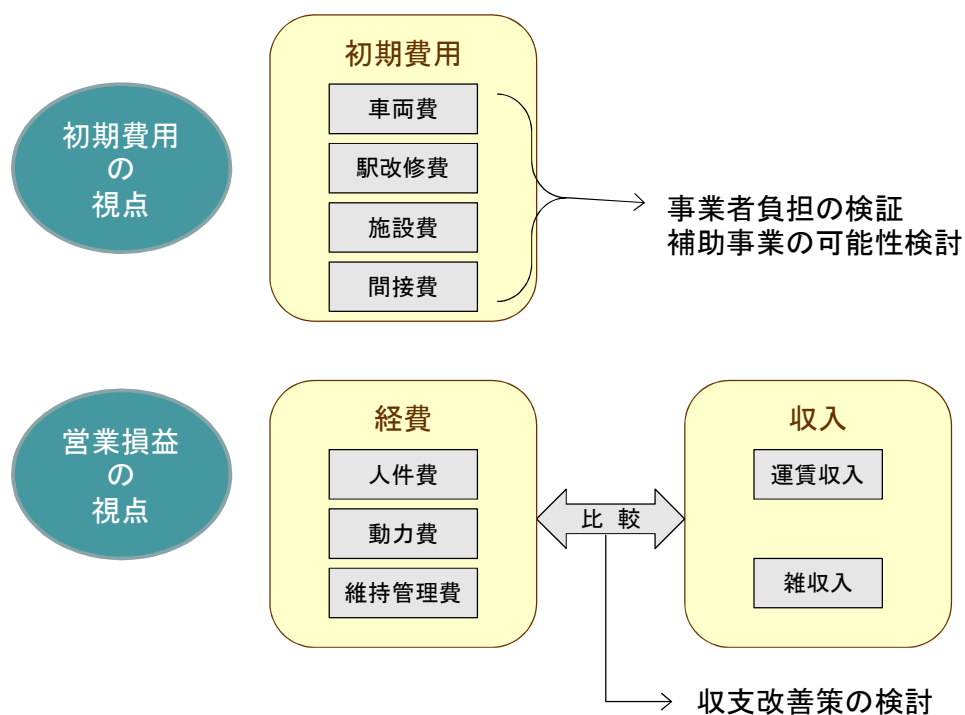 初期費用
の
視点
初期費用
車両費
駅改修費
施設費
間接費
事業者負担の検証
補助事業の可能性検討
営業損益
の
視点
経費
人件費
動力費
維持管理費
比 較
収入
運賃収入
雑収入
収支改善策の検討